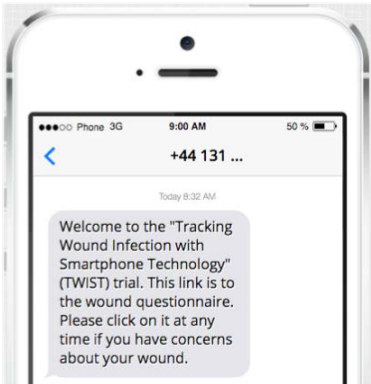 ●●●○○ Phone 3G 9:00 AM 50 %
+44 131 ...
Today 8:32 AM
Welcome to the "Tracking
Wound Infection with
Smartphone Technology"
(TWIST) trial. This link is to
the wound questionnaire.
Please click on it at any
time if you have concerns
about your wound.